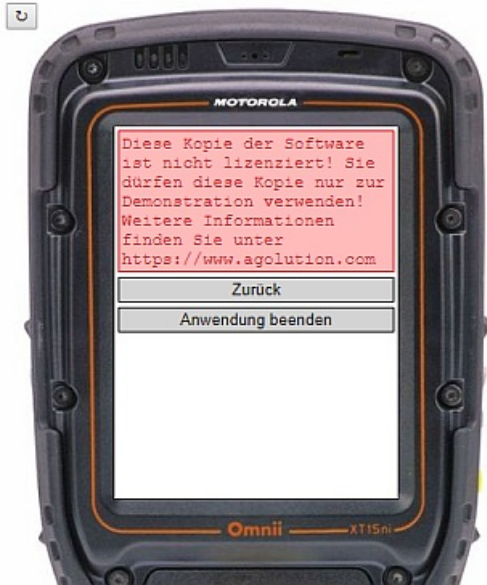 MOTOROLA
Diese Kopie der Software
ist nicht lizenziert! Sie
dürfen diese Kopie nur zur
Demonstration verwenden!
Weitere Informationen
finden Sie unter
https://www.agolution.com
Zurück
Anwendung beenden
Omnii XT15ni